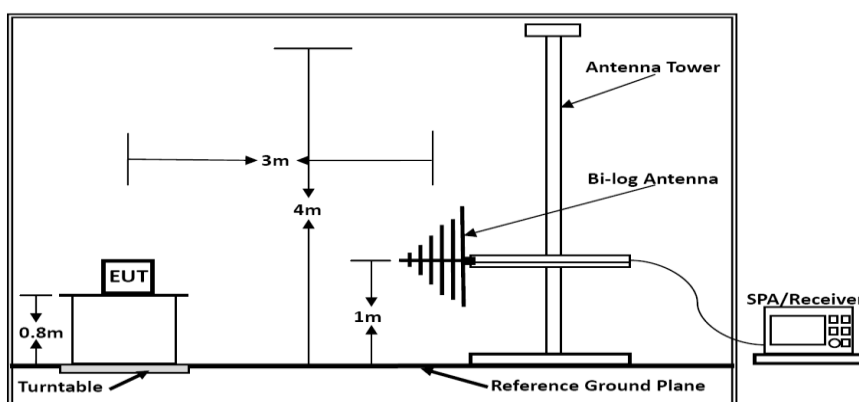 Antenna Tower
3m
Bi-log Antenna
4m
EUT
SPA/Receiver
0.8m
1m
Turntable
Reference Ground Plane